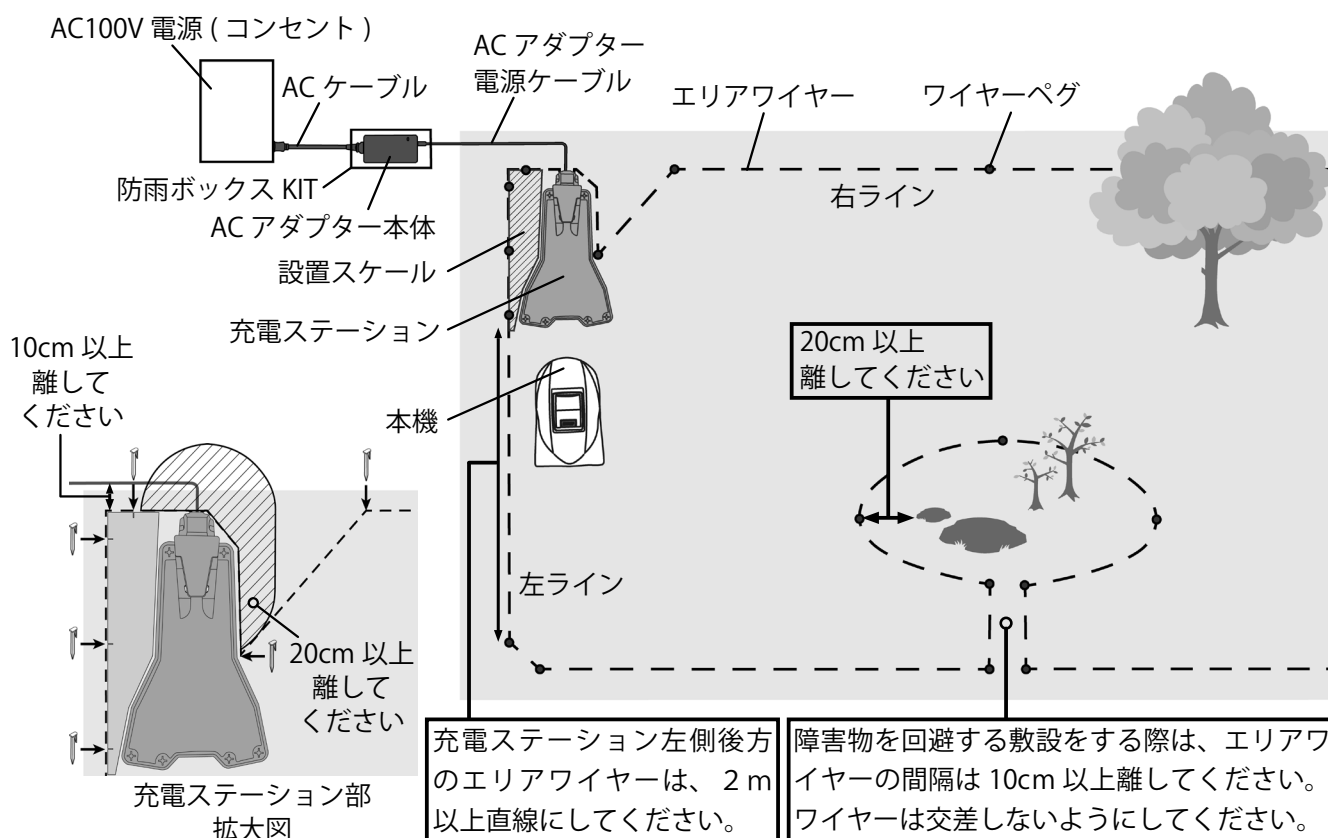 AC100V 電源 ( コンセント )
AC ケーブル
AC アダプター
電源ケーブル
エリアワイヤー
ワイヤーペグ
防雨ボックス KIT
AC アダプター本体
設置スケール
充電ステーション
右ライン
10cm 以上
離して
ください
本機
20cm 以上
離してください
左ライン
20cm 以上
離して
ください
充電ステーション部
拡大図
充電ステーション左側後方
のエリアワイヤーは、２ｍ
以上直線にしてください。
障害物を回避する敷設をする際は、エリアワ
イヤーの間隔は 10cm 以上離してください。
ワイヤーは交差しないようにしてください。